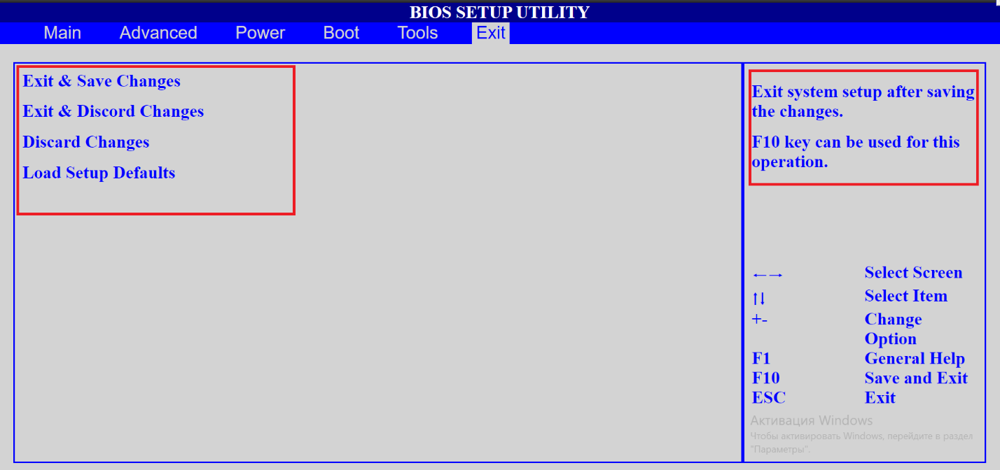 BIOS SETUP UTILITY
Main Advanced Power Boot Tools Exit
Exit & Save Changes
Exit & Discord Changes
Discard Changes
Load Setup Defaults
Exit system setup after saving
the changes.
F10 key can be used for this
operation.
←→ Select Screen
↑↓ Select Item
+- Change
Option
F1 General Help
F10 Save and Exit
ESC Exit
Активация Windows
Чтобы активировать Windows, перейдите в раздел
"Параметры".